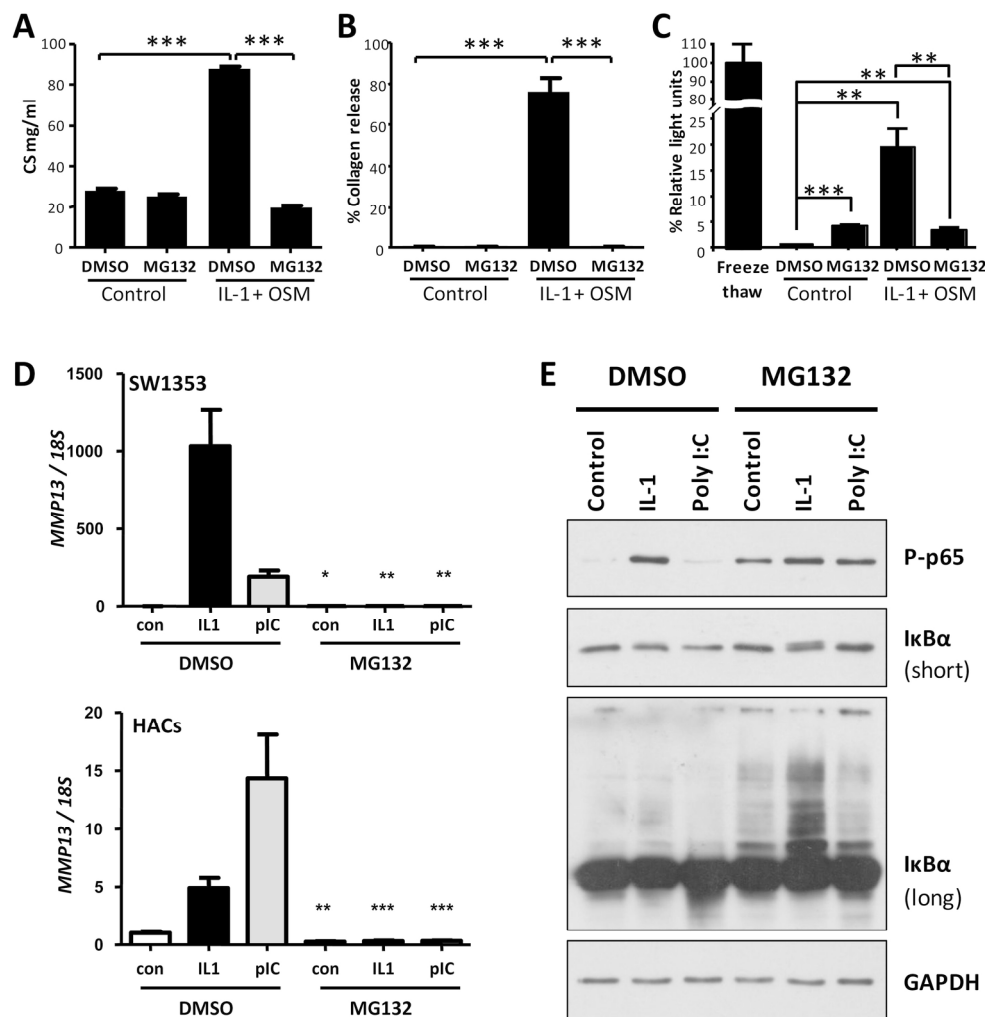 A
CS mg/ml
100
80
60
40
20
0
*** ***
DMSO MG132 DMSO MG132
Control IL-1 + OSM
B
% Collagen release
100
80
60
40
20
0
*** ***
DMSO MG132 DMSO MG132
Control IL-1 + OSM
C
% Relative light units
110
100
90
80
20
15
10
5
0
**
**
**
***
Freeze
thaw
DMSO MG132 DMSO MG132
Control IL-1 + OSM
D
SW1353
MMP13 / 18S
1500
1000
500
0
* ** **
con IL1 pIC con IL1 pIC
DMSO MG132
HACs
MMP13 / 18S
20
15
10
5
0
** *** ***
con IL1 pIC con IL1 pIC
DMSO MG132
E
DMSO MG132
Control IL-1 Poly I:C Control IL-1 Poly I:C
P-p65
IκBα
(short)
IκBα
(long)
GAPDH